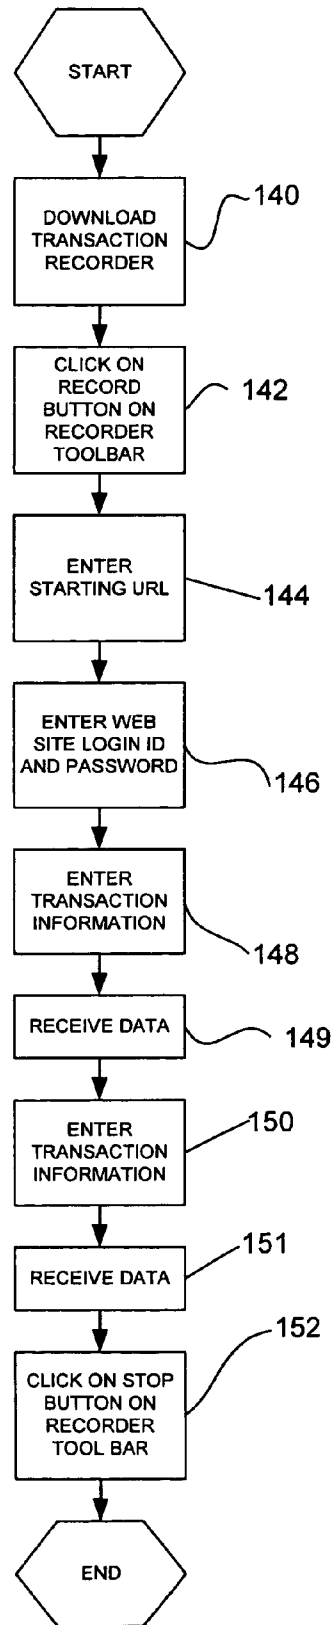 START
DOWNLOAD
TRANSACTION
RECORDER
140
CLICK ON
RECORD
BUTTON ON
RECORDER
TOOLBAR
142
ENTER
STARTING URL
144
ENTER WEB
SITE LOGIN ID
AND PASSWORD
146
ENTER
TRANSACTION
INFORMATION
148
RECEIVE DATA
149
ENTER
TRANSACTION
INFORMATION
150
RECEIVE DATA
151
CLICK ON STOP
BUTTON ON
RECORDER
TOOL BAR
152
END